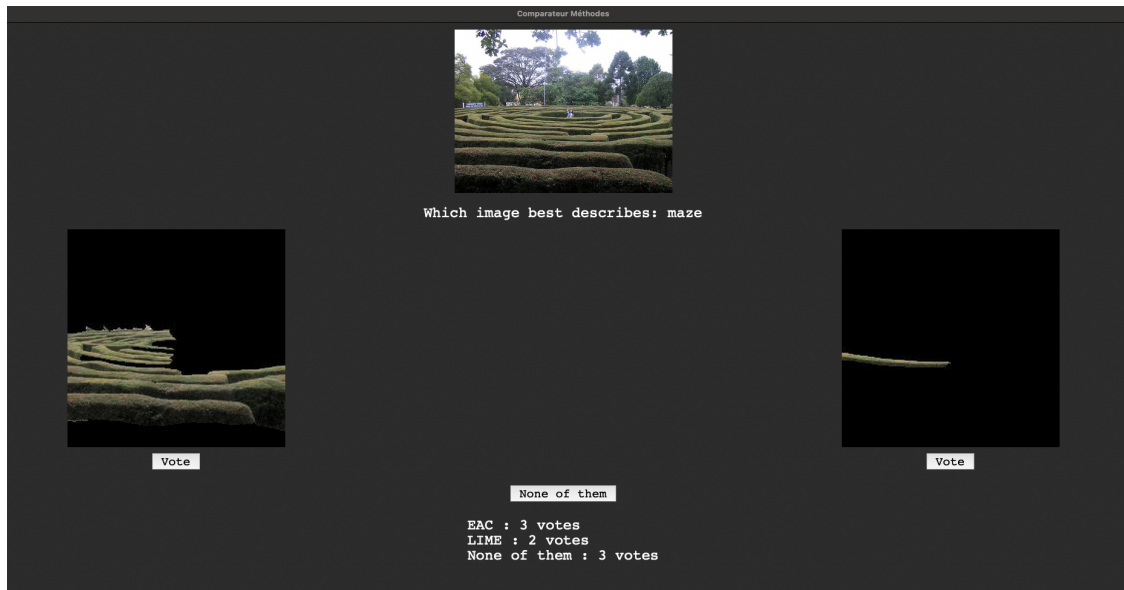 Comparateur Méthodes
Which image best describes: maze
Vote
Vote
None of them
EAC : 3 votes
LIME : 2 votes
None of them : 3 votes